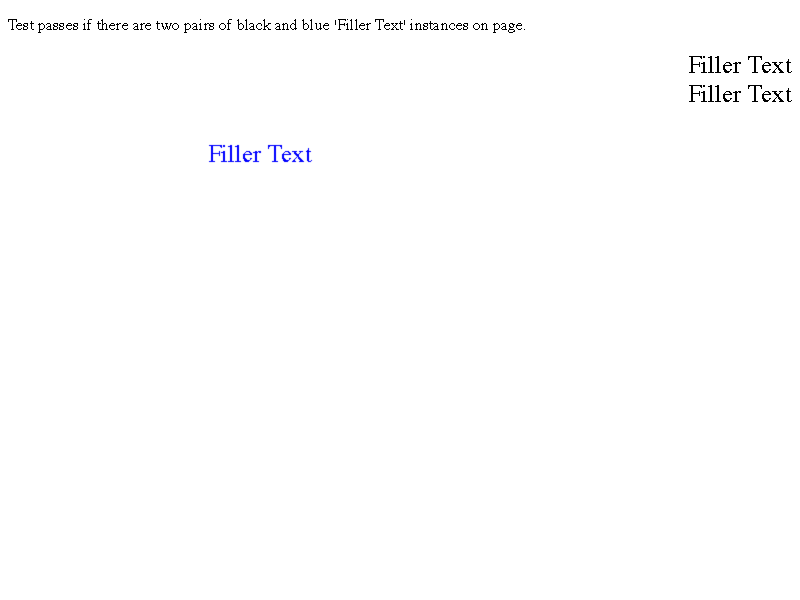 Test passes if there are two pairs of black and blue 'Filler Text' instances on page.
Filler Text
Filler Text
Filler Text